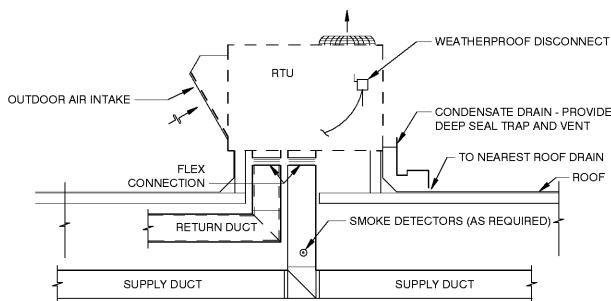 WEATHERPROOF DISCONNECT
RTU
OUTDOOR AIR INTAKE
CONDENSATE DRAIN - PROVIDE
DEEP SEAL TRAP AND VENT
TO NEAREST ROOF DRAIN
FLEX
CONNECTION
ROOF
RETURN DUCT
SMOKE DETECTORS (AS REQUIRED)
SUPPLY DUCT
SUPPLY DUCT